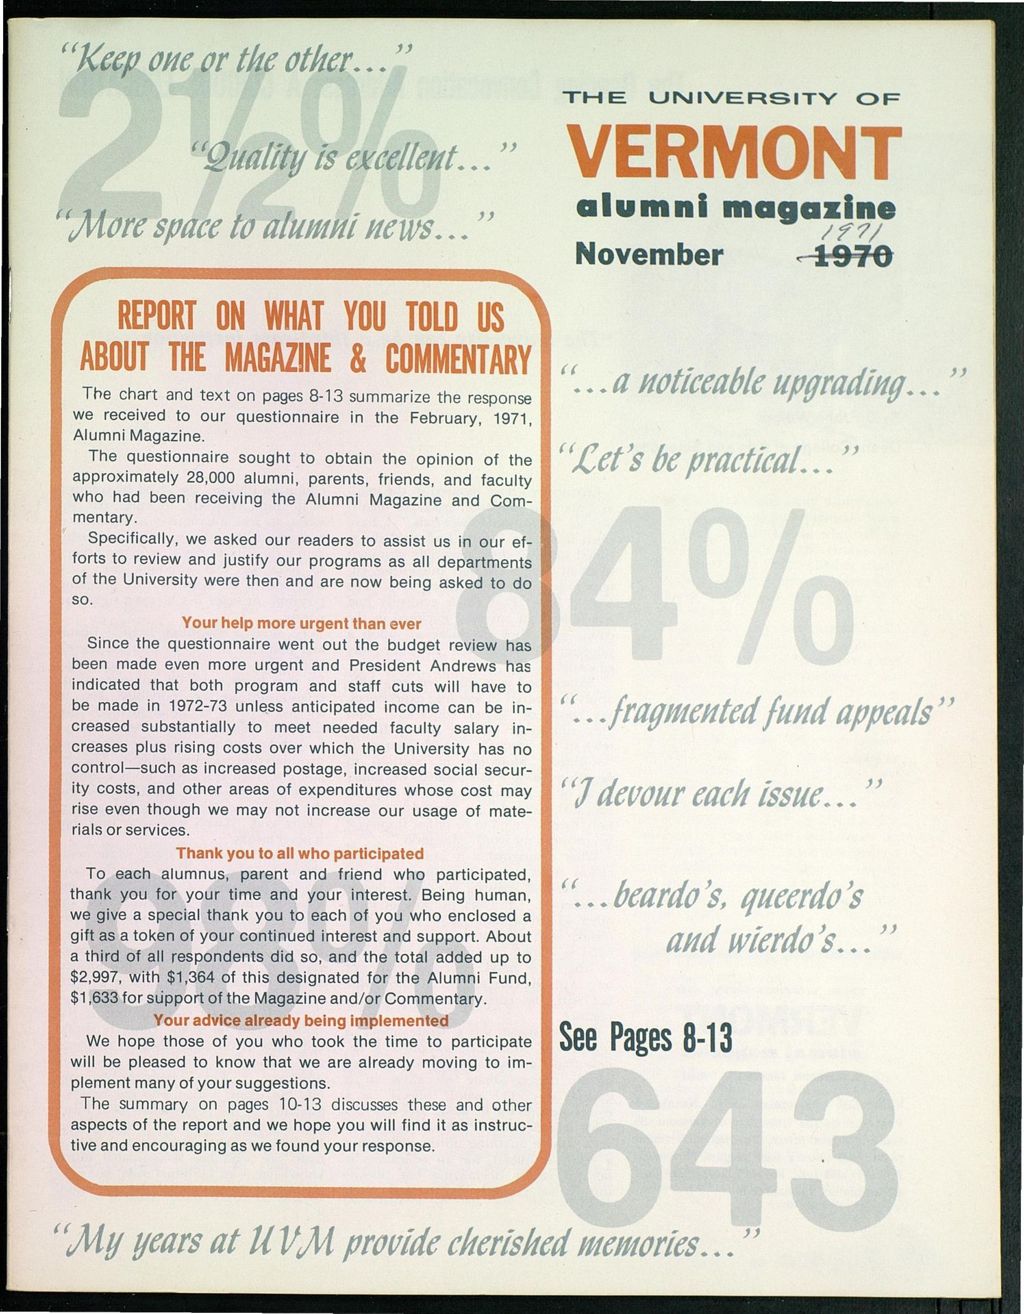 “Keep one or the other...”
2½%
“Quality is excellent...”
“More space to alumni news...”
THE UNIVERSITY OF
VERMONT
alumni magazine
1971
November 1970
REPORT ON WHAT YOU TOLD US
ABOUT THE MAGAZINE & COMMENTARY
The chart and text on pages 8-13 summarize the response
we received to our questionnaire in the February, 1971,
Alumni Magazine.
The questionnaire sought to obtain the opinion of the
approximately 28,000 alumni, parents, friends, and faculty
who had been receiving the Alumni Magazine and Com-
mentary.
Specifically, we asked our readers to assist us in our ef-
forts to review and justify our programs as all departments
of the University were then and are now being asked to do
so.
Your help more urgent than ever
Since the questionnaire went out the budget review has
been made even more urgent and President Andrews has
indicated that both program and staff cuts will have to
be made in 1972-73 unless anticipated income can be in-
creased substantially to meet needed faculty salary in-
creases plus rising costs over which the University has no
control—such as increased postage, increased social secur-
ity costs, and other areas of expenditures whose cost may
rise even though we may not increase our usage of mate-
rials or services.
Thank you to all who participated
To each alumnus, parent and friend who participated,
thank you for your time and your interest. Being human,
we give a special thank you to each of you who enclosed a
gift as a token of your continued interest and support. About
a third of all respondents did so, and the total added up to
$2,997, with $1,364 of this designated for the Alumni Fund,
$1,633 for support of the Magazine and/or Commentary.
Your advice already being implemented
We hope those of you who took the time to participate
will be pleased to know that we are already moving to im-
plement many of your suggestions.
The summary on pages 10-13 discusses these and other
aspects of the report and we hope you will find it as instruc-
tive and encouraging as we found your response.
98%
“...a noticeable upgrading...”
“Let's be practical...”
84%
“...fragmented fund appeals”
“I devour each issue...”
“...beardo's, queerdo's
and wierdo's...”
See Pages 8-13
643
“My years at UVM provide cherished memories...”